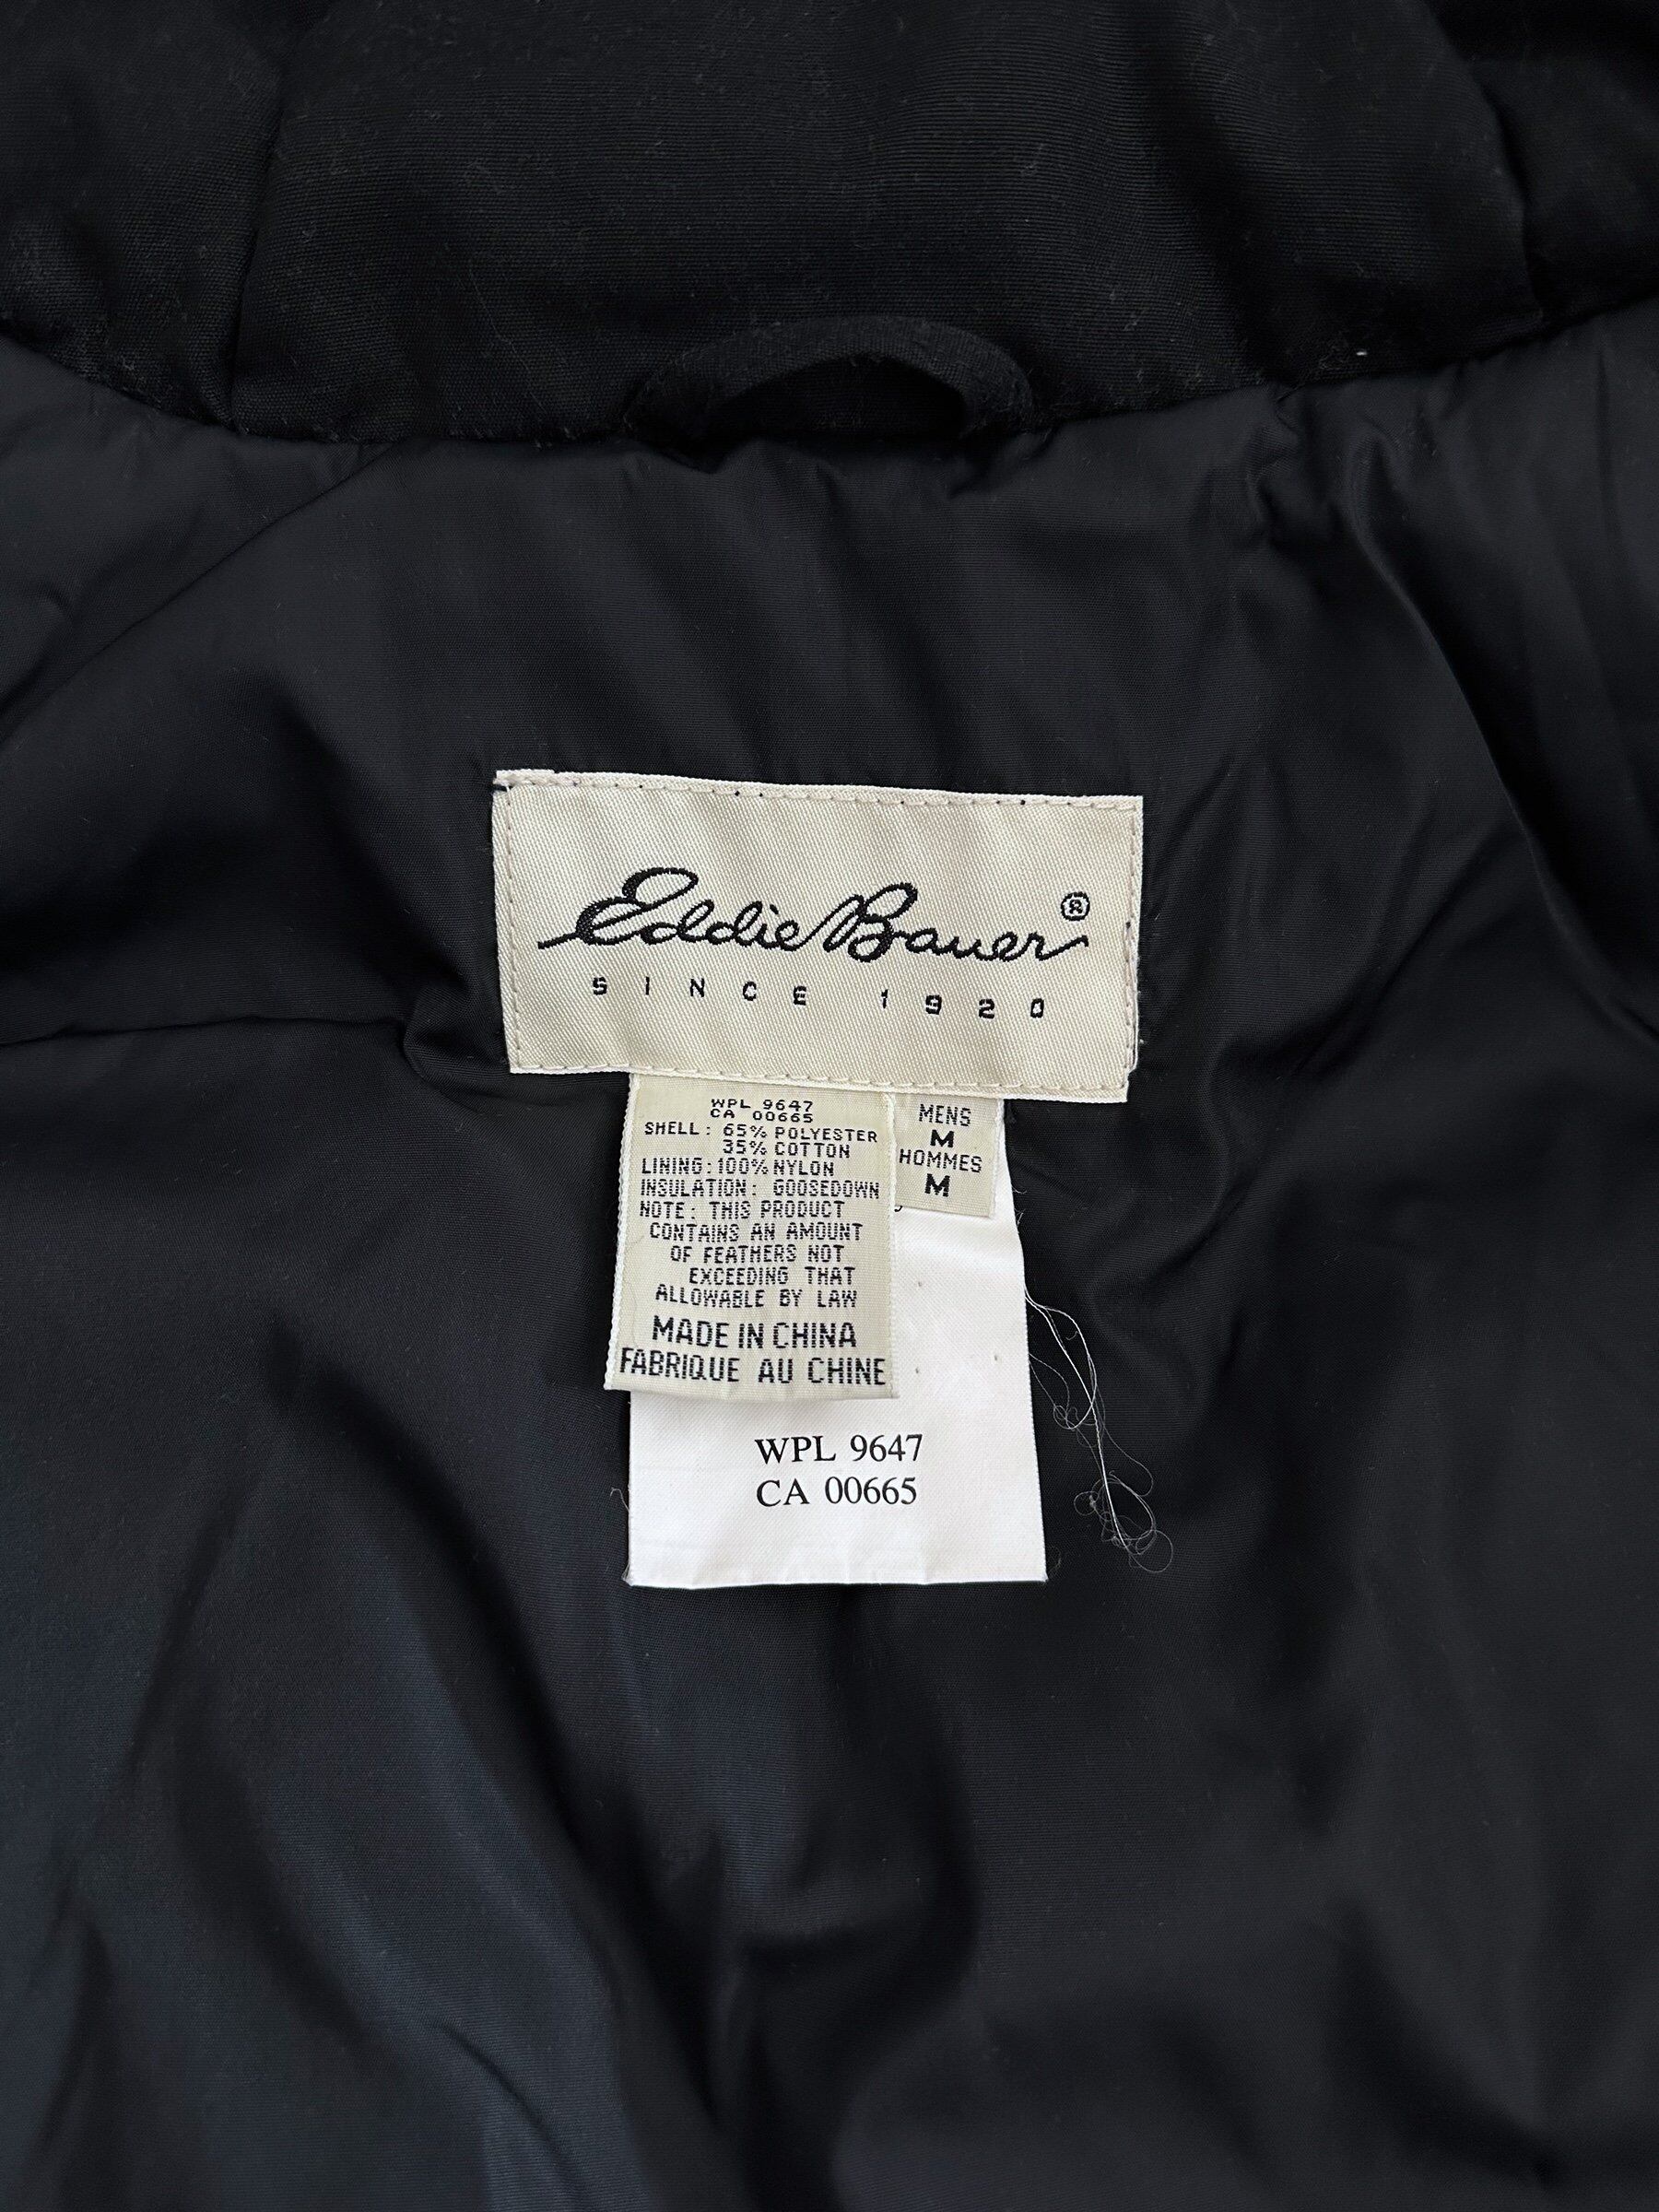 Eddie Bauer ®
SINCE 1920
WPL 9647
CA 00665
SHELL: 65% POLYESTER
35% COTTON
LINING: 100% NYLON
INSULATION: GOOSEDOWN
NOTE: THIS PRODUCT
CONTAINS AN AMOUNT
OF FEATHERS NOT
EXCEEDING THAT
ALLOWABLE BY LAW
MADE IN CHINA
FABRIQUE AU CHINE
MENS
M
HOMMES
M
WPL 9647
CA 00665